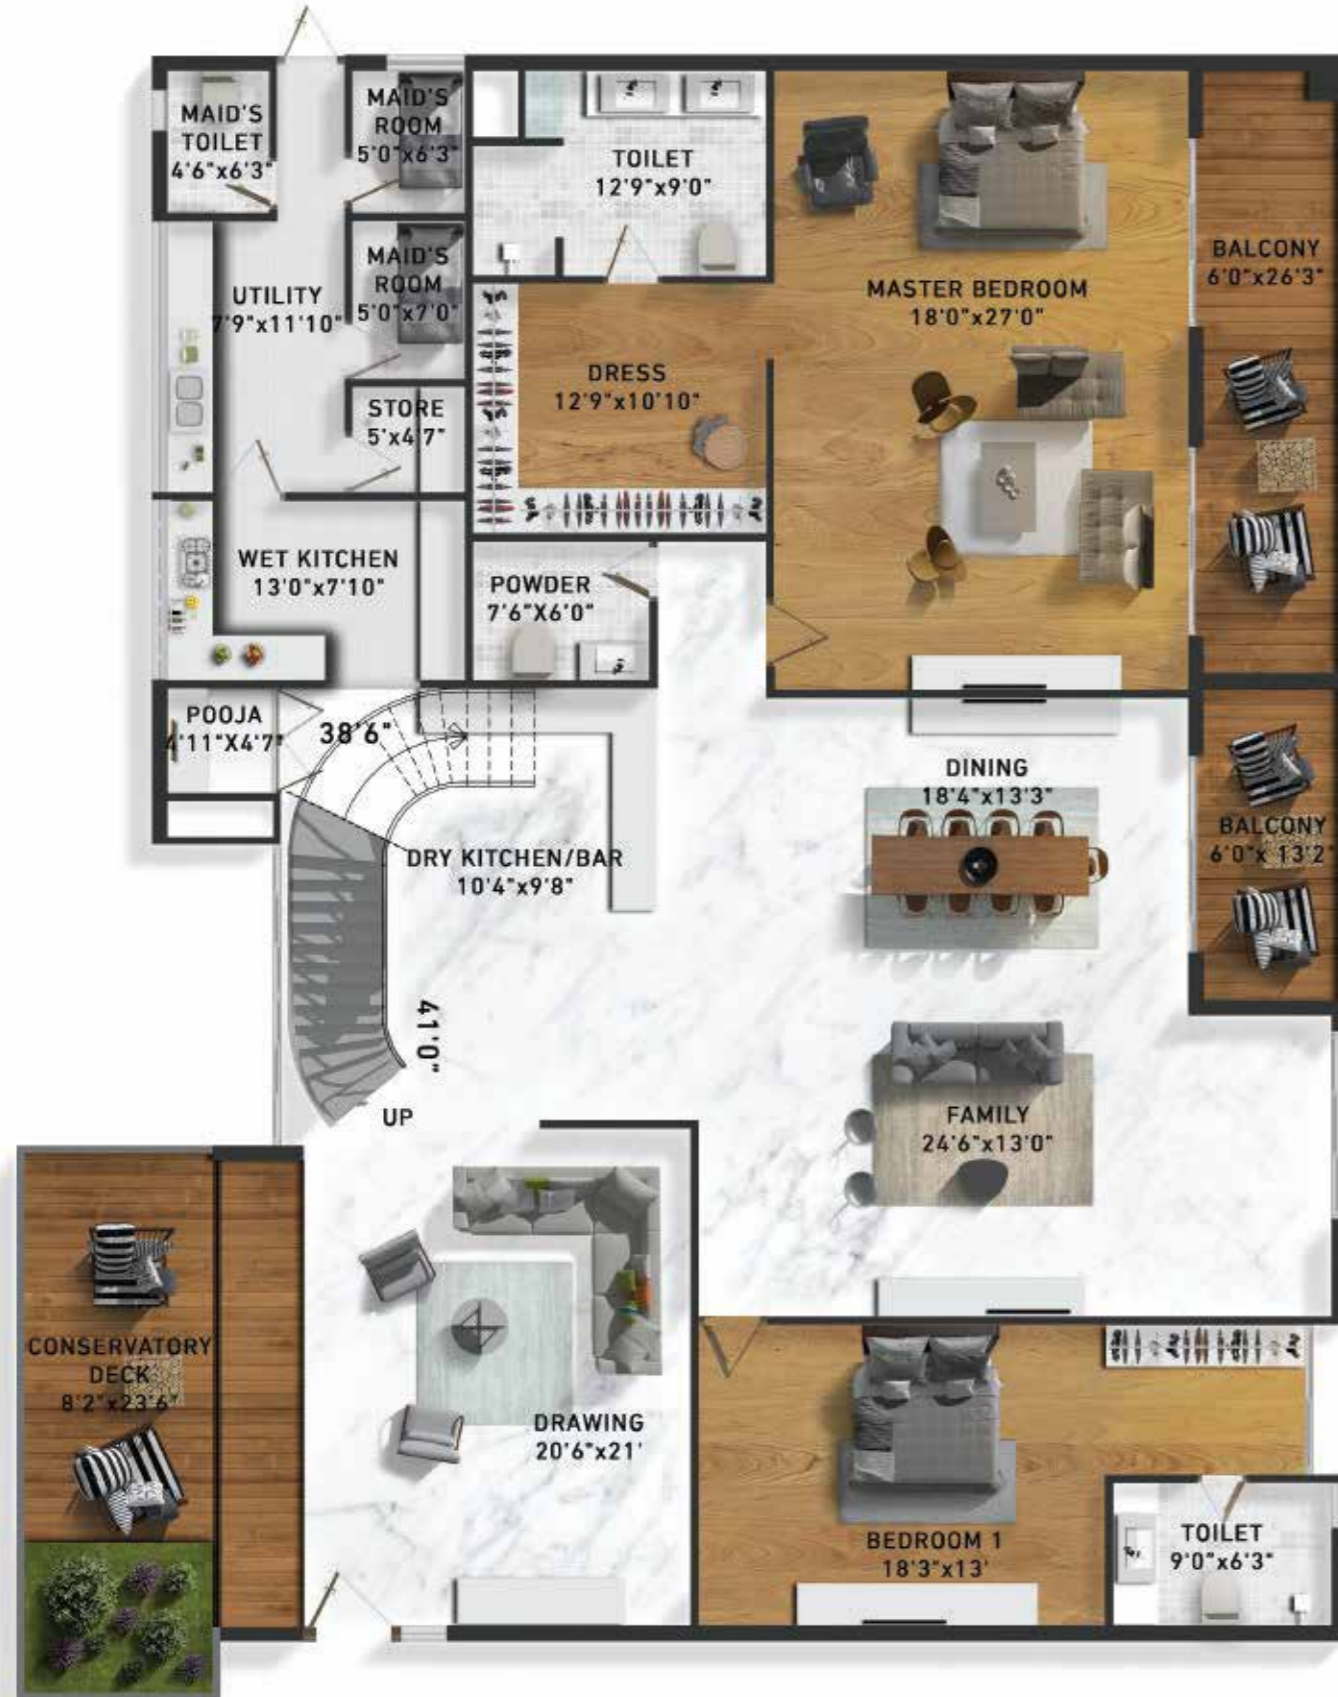 MAID'S
TOILET
4'6"x6'3"
MAID'S
ROOM
5'0"x6'3"
TOILET
12'9"x9'0"
MASTER BEDROOM
18'0"x27'0"
BALCONY
6'0"x26'3"
UTILITY
7'9"x11'10"
MAID'S
ROOM
5'0"x7'0"
DRESS
12'9"x10'10"
STORE
5'x4'7"
WET KITCHEN
13'0"x7'10"
POWDER
7'6"X6'0"
POOJA
4'11"X4'7"
38'6"
DINING
18'4"x13'3"
BALCONY
6'0"x 13'2"
DRY KITCHEN/BAR
10'4"x9'8"
41'0"
UP
FAMILY
24'6"x13'0"
CONSERVATORY
DECK
8'2"x23'6"
DRAWING
20'6"x21'
BEDROOM 1
18'3"x13'
TOILET
9'0"x6'3"